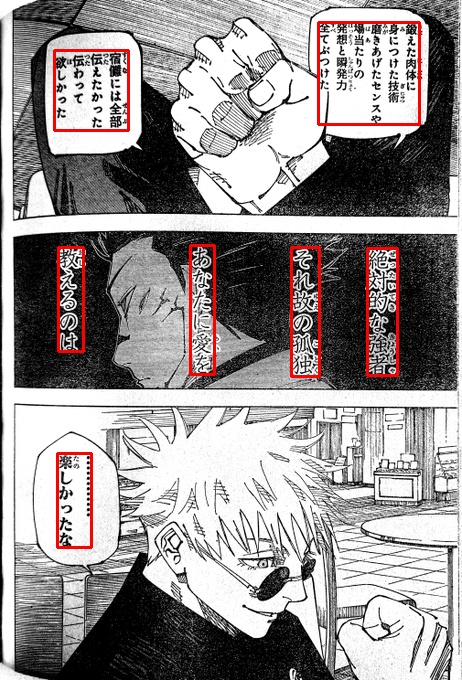 鍛えた肉体に
身につけた技術
磨きあげたセンスや
場当たりの
発想と瞬発力
全てぶつけた
宿儺には全部
伝えたかった
伝わって
欲しかった
絶対的な強者
それ故の孤独
あなたに愛を
教えるのは
…………
楽しかったな